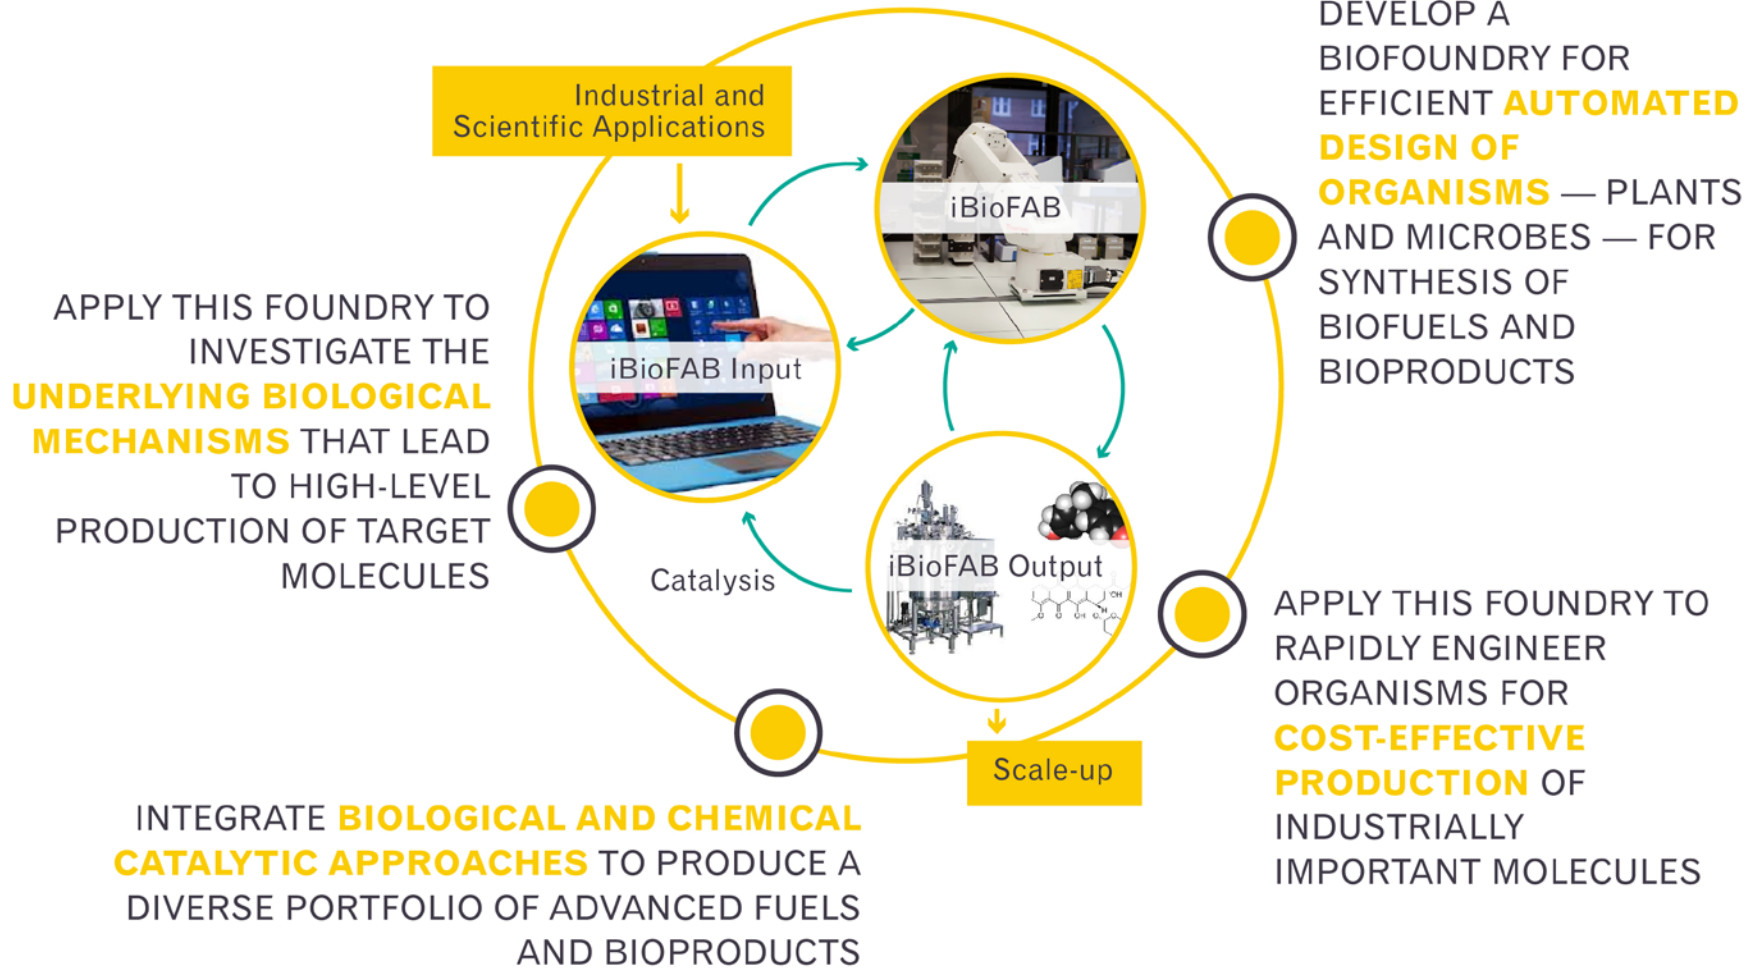 DEVELOP A
BIOFOUNDRY FOR
EFFICIENT AUTOMATED
DESIGN OF
ORGANISMS — PLANTS
AND MICROBES — FOR
SYNTHESIS OF
BIOFUELS AND
BIOPRODUCTS
Industrial and
Scientific Applications
iBioFAB
iBioFAB Input
APPLY THIS FOUNDRY TO
INVESTIGATE THE
UNDERLYING BIOLOGICAL
MECHANISMS THAT LEAD
TO HIGH-LEVEL
PRODUCTION OF TARGET
MOLECULES
Catalysis
iBioFAB Output
OH
H
O
O
OH
O
O
APPLY THIS FOUNDRY TO
RAPIDLY ENGINEER
ORGANISMS FOR
COST-EFFECTIVE
PRODUCTION OF
INDUSTRIALLY
IMPORTANT MOLECULES
Scale-up
INTEGRATE BIOLOGICAL AND CHEMICAL
CATALYTIC APPROACHES TO PRODUCE A
DIVERSE PORTFOLIO OF ADVANCED FUELS
AND BIOPRODUCTS